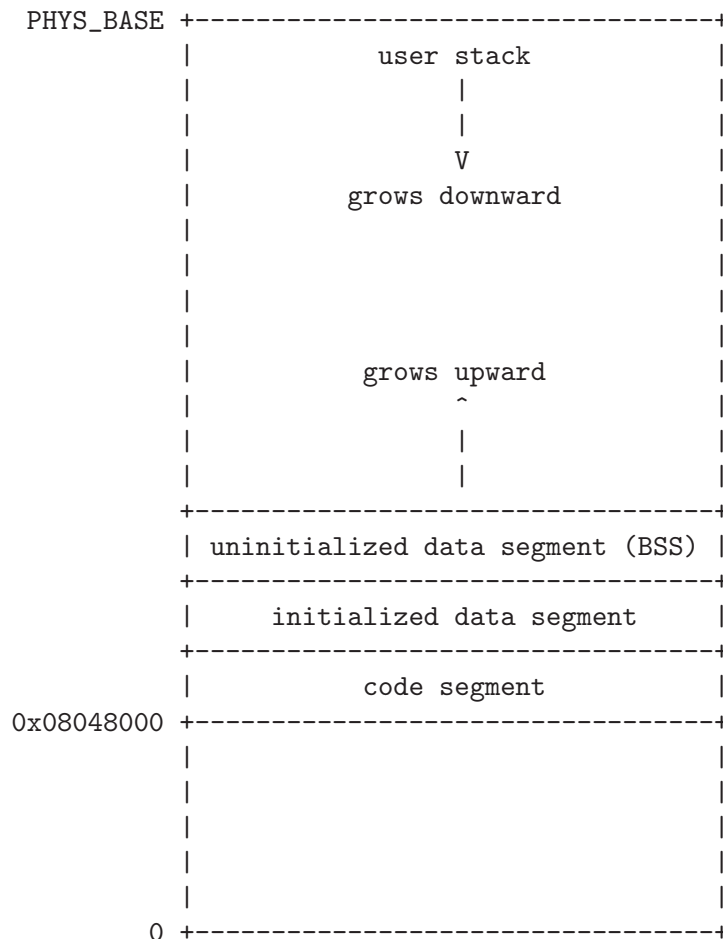 PHYS_BASE +----------------------------------+
|            user stack            |
|                 |                |
|                 |                |
|                 V                |
|          grows downward          |
|                                  |
|                                  |
|                                  |
|                                  |
|           grows upward           |
|                 ^                |
|                 |                |
|                 |                |
+----------------------------------+
| uninitialized data segment (BSS) |
+----------------------------------+
|     initialized data segment     |
+----------------------------------+
|           code segment           |
0x08048000 +----------------------------------+
|                                  |
|                                  |
|                                  |
|                                  |
|                                  |
0 +----------------------------------+